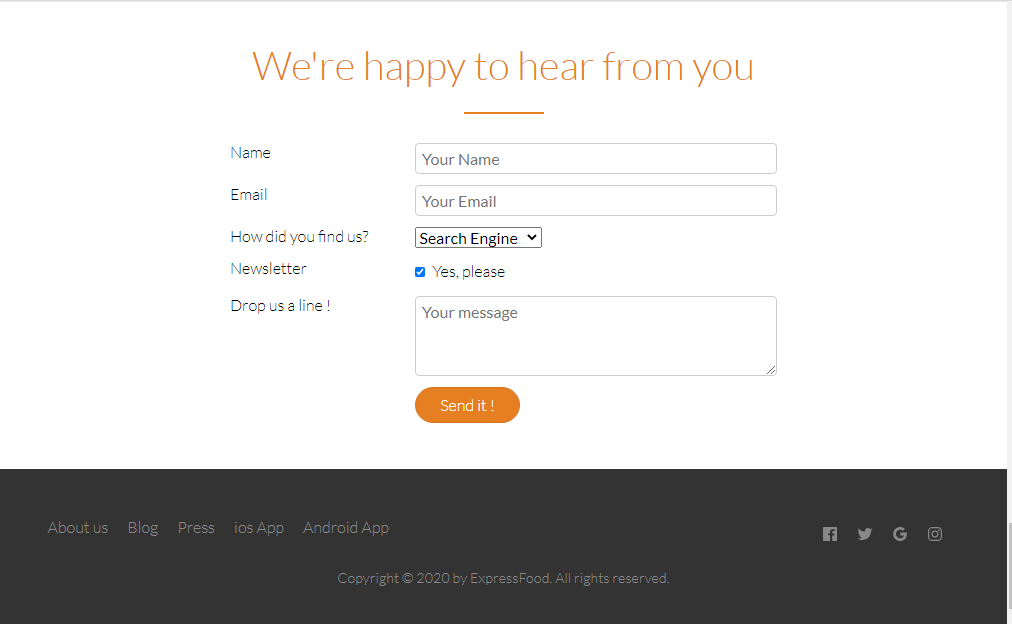 We're happy to hear from you
Name
Your Name
Email
Your Email
How did you find us?
Search Engine
Newsletter
Yes, please
Drop us a line !
Your message
Send it !
About us Blog Press ios App Android App
Copyright © 2020 by ExpressFood. All rights reserved.